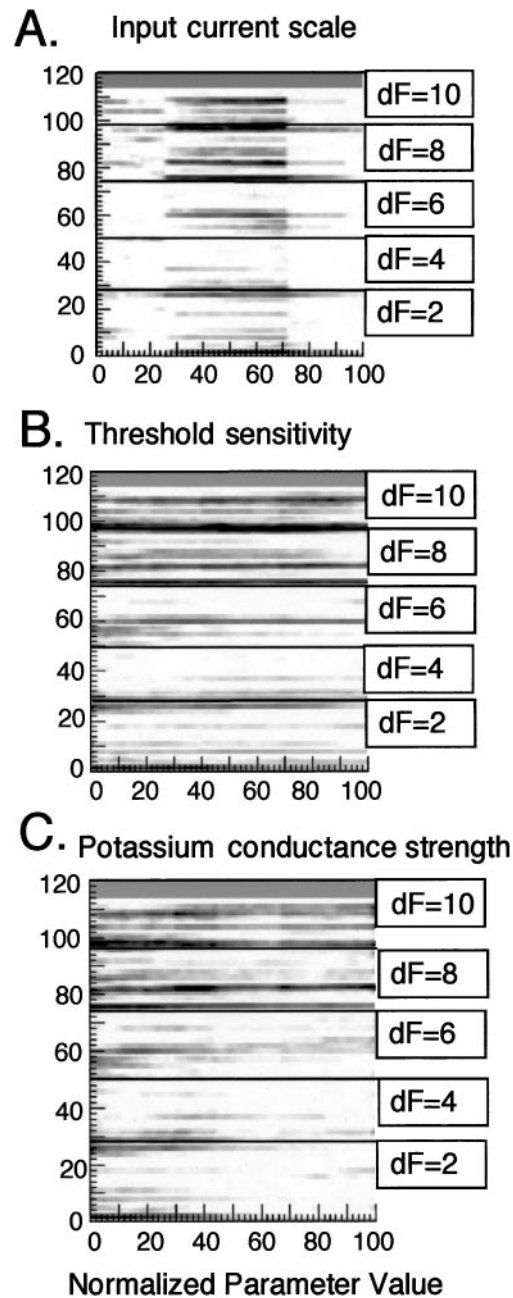 A. Input current scale
120
100
80
60
40
20
0
dF=10
dF=8
dF=6
dF=4
dF=2
0 20 40 60 80 100
B. Threshold sensitivity
120
100
80
60
40
20
0
dF=10
dF=8
dF=6
dF=4
dF=2
0 20 40 60 80 100
C. Potassium conductance strength
120
100
80
60
40
20
0
dF=10
dF=8
dF=6
dF=4
dF=2
0 20 40 60 80 100
Normalized Parameter Value